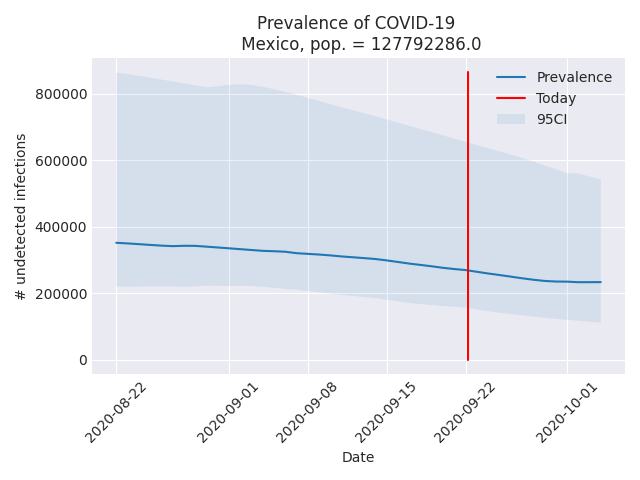 Prevalence of COVID-19
Mexico, pop. = 127792286.0
Prevalence
Today
95CI
# undetected infections
800000
600000
400000
200000
0
2020-08-22
2020-09-01
2020-09-08
2020-09-15
2020-09-22
2020-10-01
Date